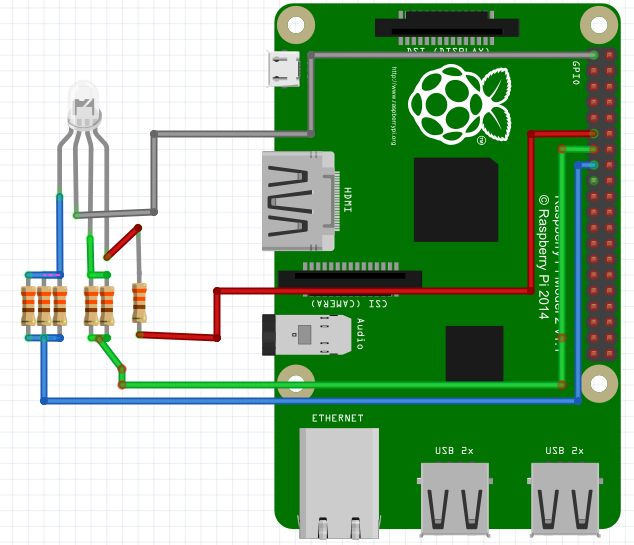 DSI (DISPLAY)
GPIO
http://www.raspberrypi.org
HDMI
Raspberry Pi Model 2 v1.1
© Raspberry Pi 2014
CSI (CAMERA)
Audio
ETHERNET
USB 2x
USB 2x